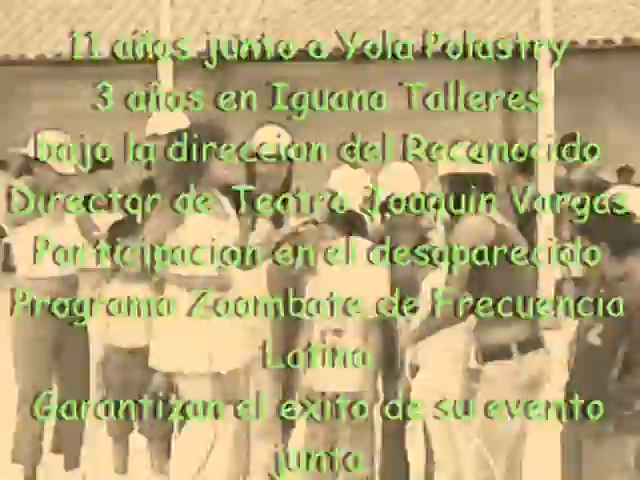 11 años junto a Yola Polastry
3 años en Iguana Talleres
bajo la direccion del Reconocido
Director de Teatro Joaquin Vargas
Participacion en el desaparecido
Programa Zoombate de Frecuencia
Latina
Garantizan el exito de su evento
junto